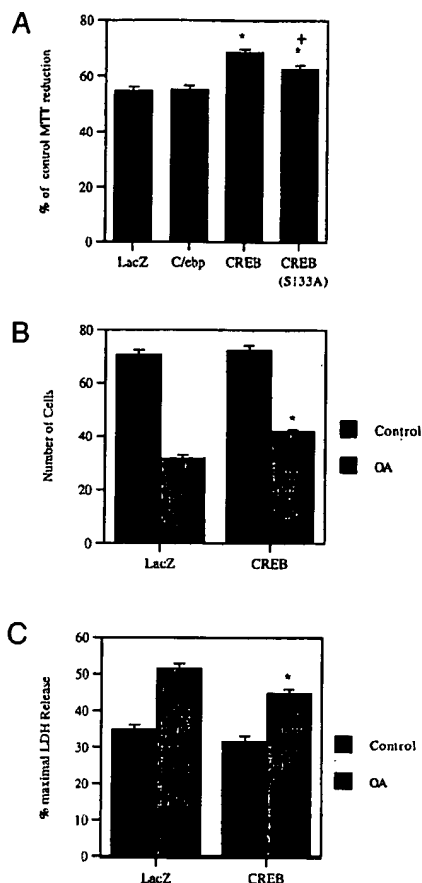 A
% of control MTT reduction
80
60
40
20
0
*
+
*
LacZ
C/ebp
CREB
CREB
(S133A)
B
Number of Cells
80
60
40
20
0
*
LacZ
CREB
Control
OA
C
% maximal LDH Release
60
50
40
30
20
10
0
*
LacZ
CREB
Control
OA